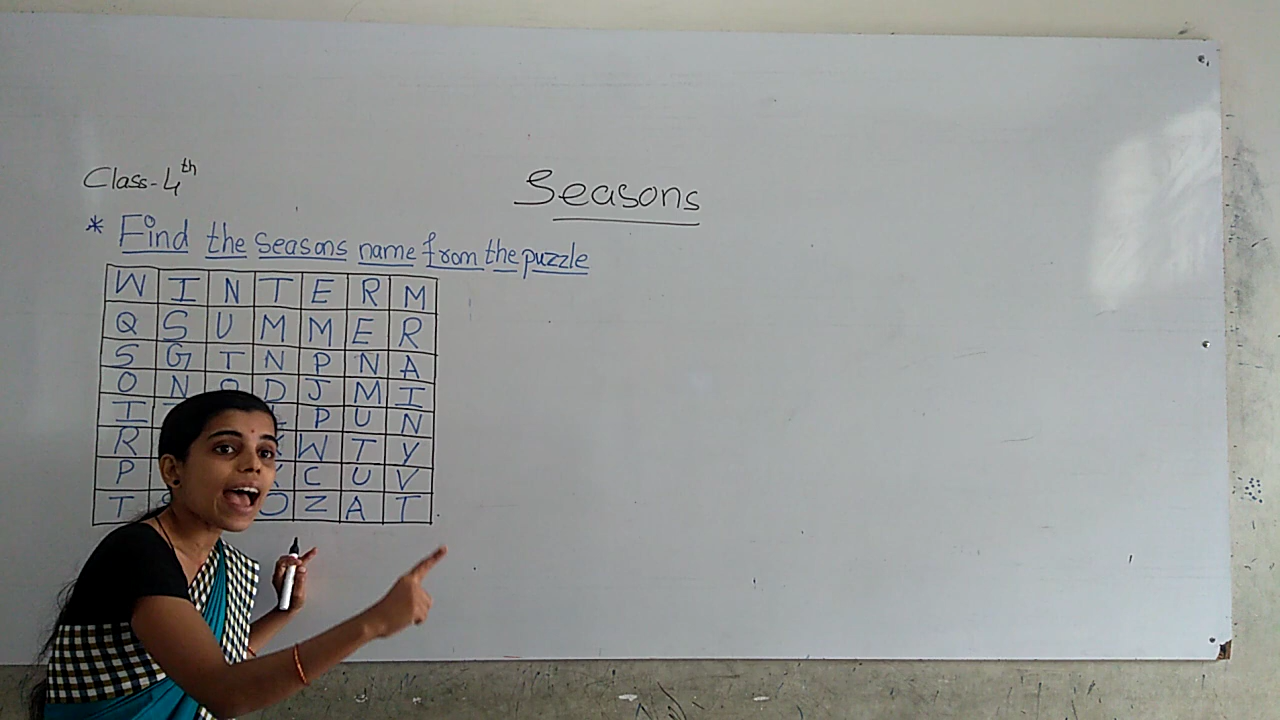 Class-4th
Seasons
* Find the seasons name from the puzzle
W I N T E R M
Q S U M M E R
S G T N P N A
O N D J M I
I P U N
R W T Y
P C U V
T O Z A T